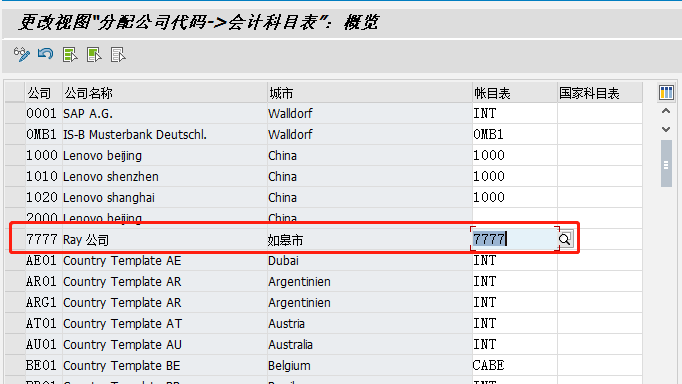 更改视图"分配公司代码->会计科目表"：概览
公司 公司名称 城市 帐目表 国家科目表
0001 SAP A.G. Walldorf INT
0MB1 IS-B Musterbank Deutschl. Walldorf 0MB1
1000 Lenovo beijing China 1000
1010 Lenovo shenzhen China 1000
1020 Lenovo shanghai China 1000
2000 Lenovo beijing China
7777 Ray 公司 如皋市 7777
AE01 Country Template AE Dubai INT
AR01 Country Template AR Argentinien INT
ARG1 Country Template AR Argentinien INT
AT01 Country Template AT Austria INT
AU01 Country Template AU Australia INT
BE01 Country Template BE Belgium CABE